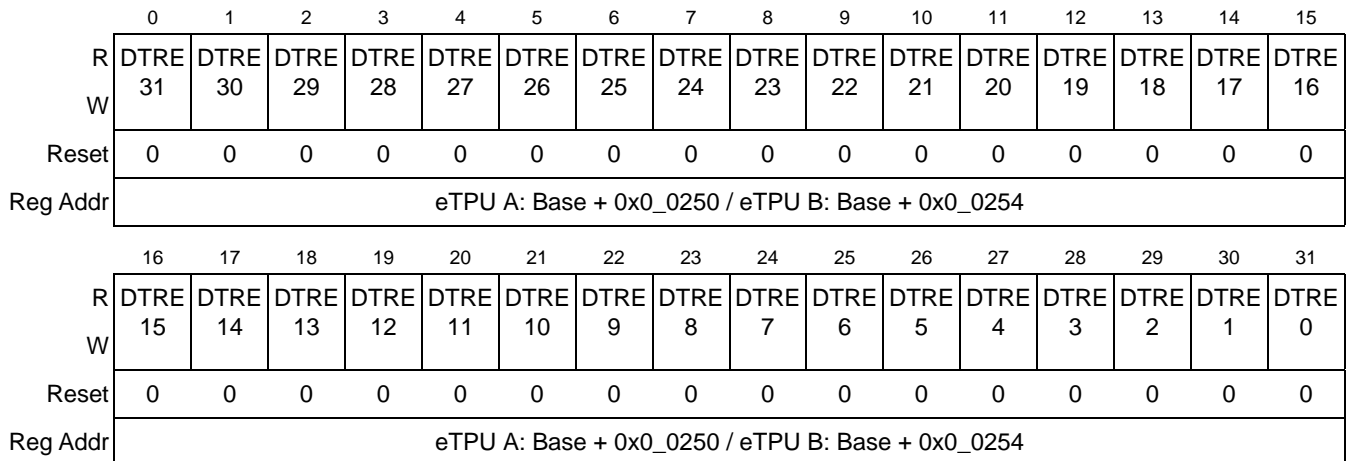 0 1 2 3 4 5 6 7 8 9 10 11 12 13 14 15
R DTRE DTRE DTRE DTRE DTRE DTRE DTRE DTRE DTRE DTRE DTRE DTRE DTRE DTRE DTRE DTRE
31 30 29 28 27 26 25 24 23 22 21 20 19 18 17 16
W
Reset 0 0 0 0 0 0 0 0 0 0 0 0 0 0 0 0
Reg Addr eTPU A: Base + 0x0_0250 / eTPU B: Base + 0x0_0254
16 17 18 19 20 21 22 23 24 25 26 27 28 29 30 31
R DTRE DTRE DTRE DTRE DTRE DTRE DTRE DTRE DTRE DTRE DTRE DTRE DTRE DTRE DTRE DTRE
15 14 13 12 11 10 9 8 7 6 5 4 3 2 1 0
W
Reset 0 0 0 0 0 0 0 0 0 0 0 0 0 0 0 0
Reg Addr eTPU A: Base + 0x0_0250 / eTPU B: Base + 0x0_0254